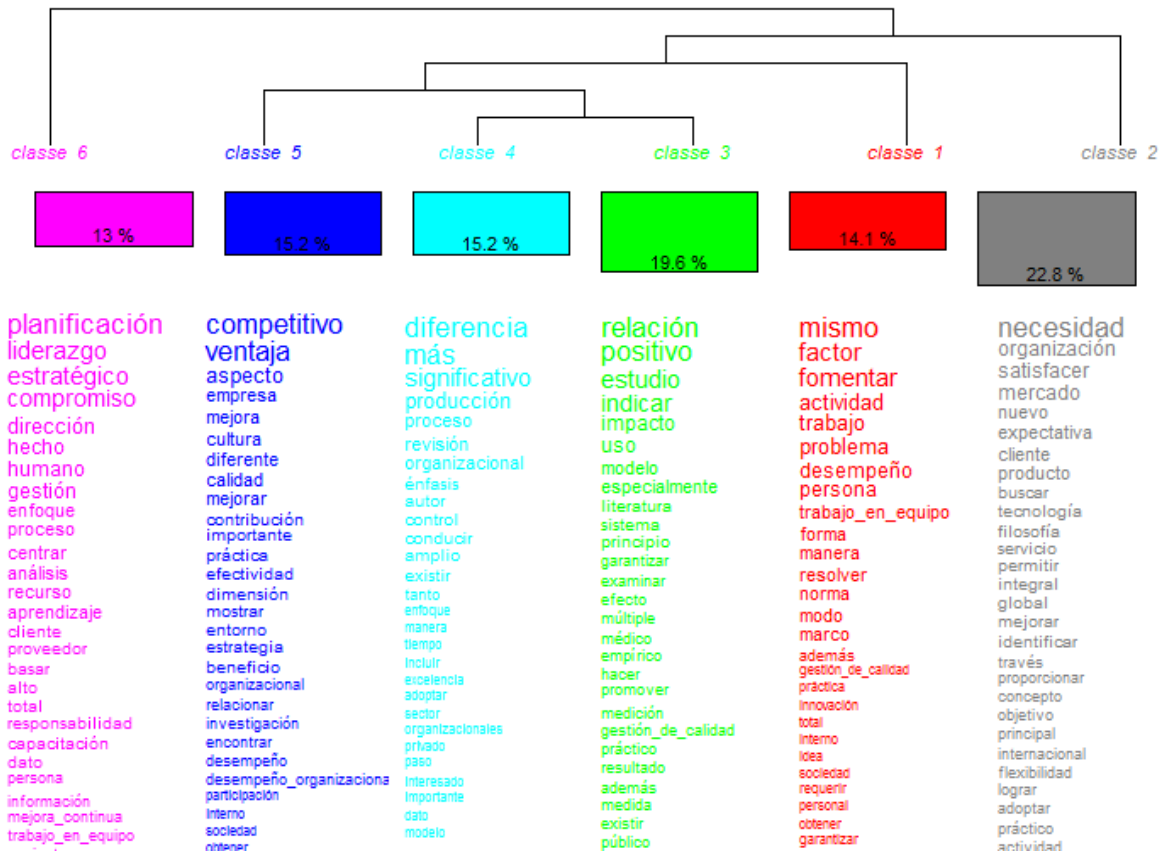 classe 6
classe 5
classe 4
classe 3
classe 1
classe 2
13 %
15.2 %
15.2 %
19.6 %
14.1 %
22.8 %
planificación
liderazgo
estratégico
compromiso
dirección
hecho
humano
gestión
enfoque
proceso
centrar
análisis
recurso
aprendizaje
cliente
proveedor
basar
alto
total
responsabilidad
capacitación
dato
persona
información
mejora_continua
trabajo_en_equipo
competitivo
ventaja
aspecto
empresa
mejora
cultura
diferente
calidad
mejorar
contribución
importante
práctica
efectividad
dimensión
mostrar
entorno
estrategia
beneficio
organizacional
relacionar
investigación
encontrar
desempeño
desempeño_organizaciona
participación
interno
sociedad
obtener
diferencia
más
significativo
producción
proceso
revisión
organizacional
énfasis
autor
control
conducir
amplio
existir
tanto
enfoque
manera
tiempo
incluir
excelencia
adoptar
sector
organizacionales
privado
paso
interesado
importante
dato
modelo
relación
positivo
estudio
indicar
impacto
uso
modelo
especialmente
literatura
sistema
principio
garantizar
examinar
efecto
múltiple
médico
empírico
hacer
promover
medición
gestión_de_calidad
práctico
resultado
además
medida
existir
público
mismo
factor
fomentar
actividad
trabajo
problema
desempeño
persona
trabajo_en_equipo
forma
manera
resolver
norma
modo
marco
además
gestión_de_calidad
práctica
innovación
total
interno
idea
sociedad
requerir
personal
obtener
garantizar
necesidad
organización
satisfacer
mercado
nuevo
expectativa
cliente
producto
buscar
tecnología
filosofía
servicio
permitir
integral
global
mejorar
identificar
través
proporcionar
concepto
objetivo
principal
internacional
flexibilidad
lograr
adoptar
práctico
actividad